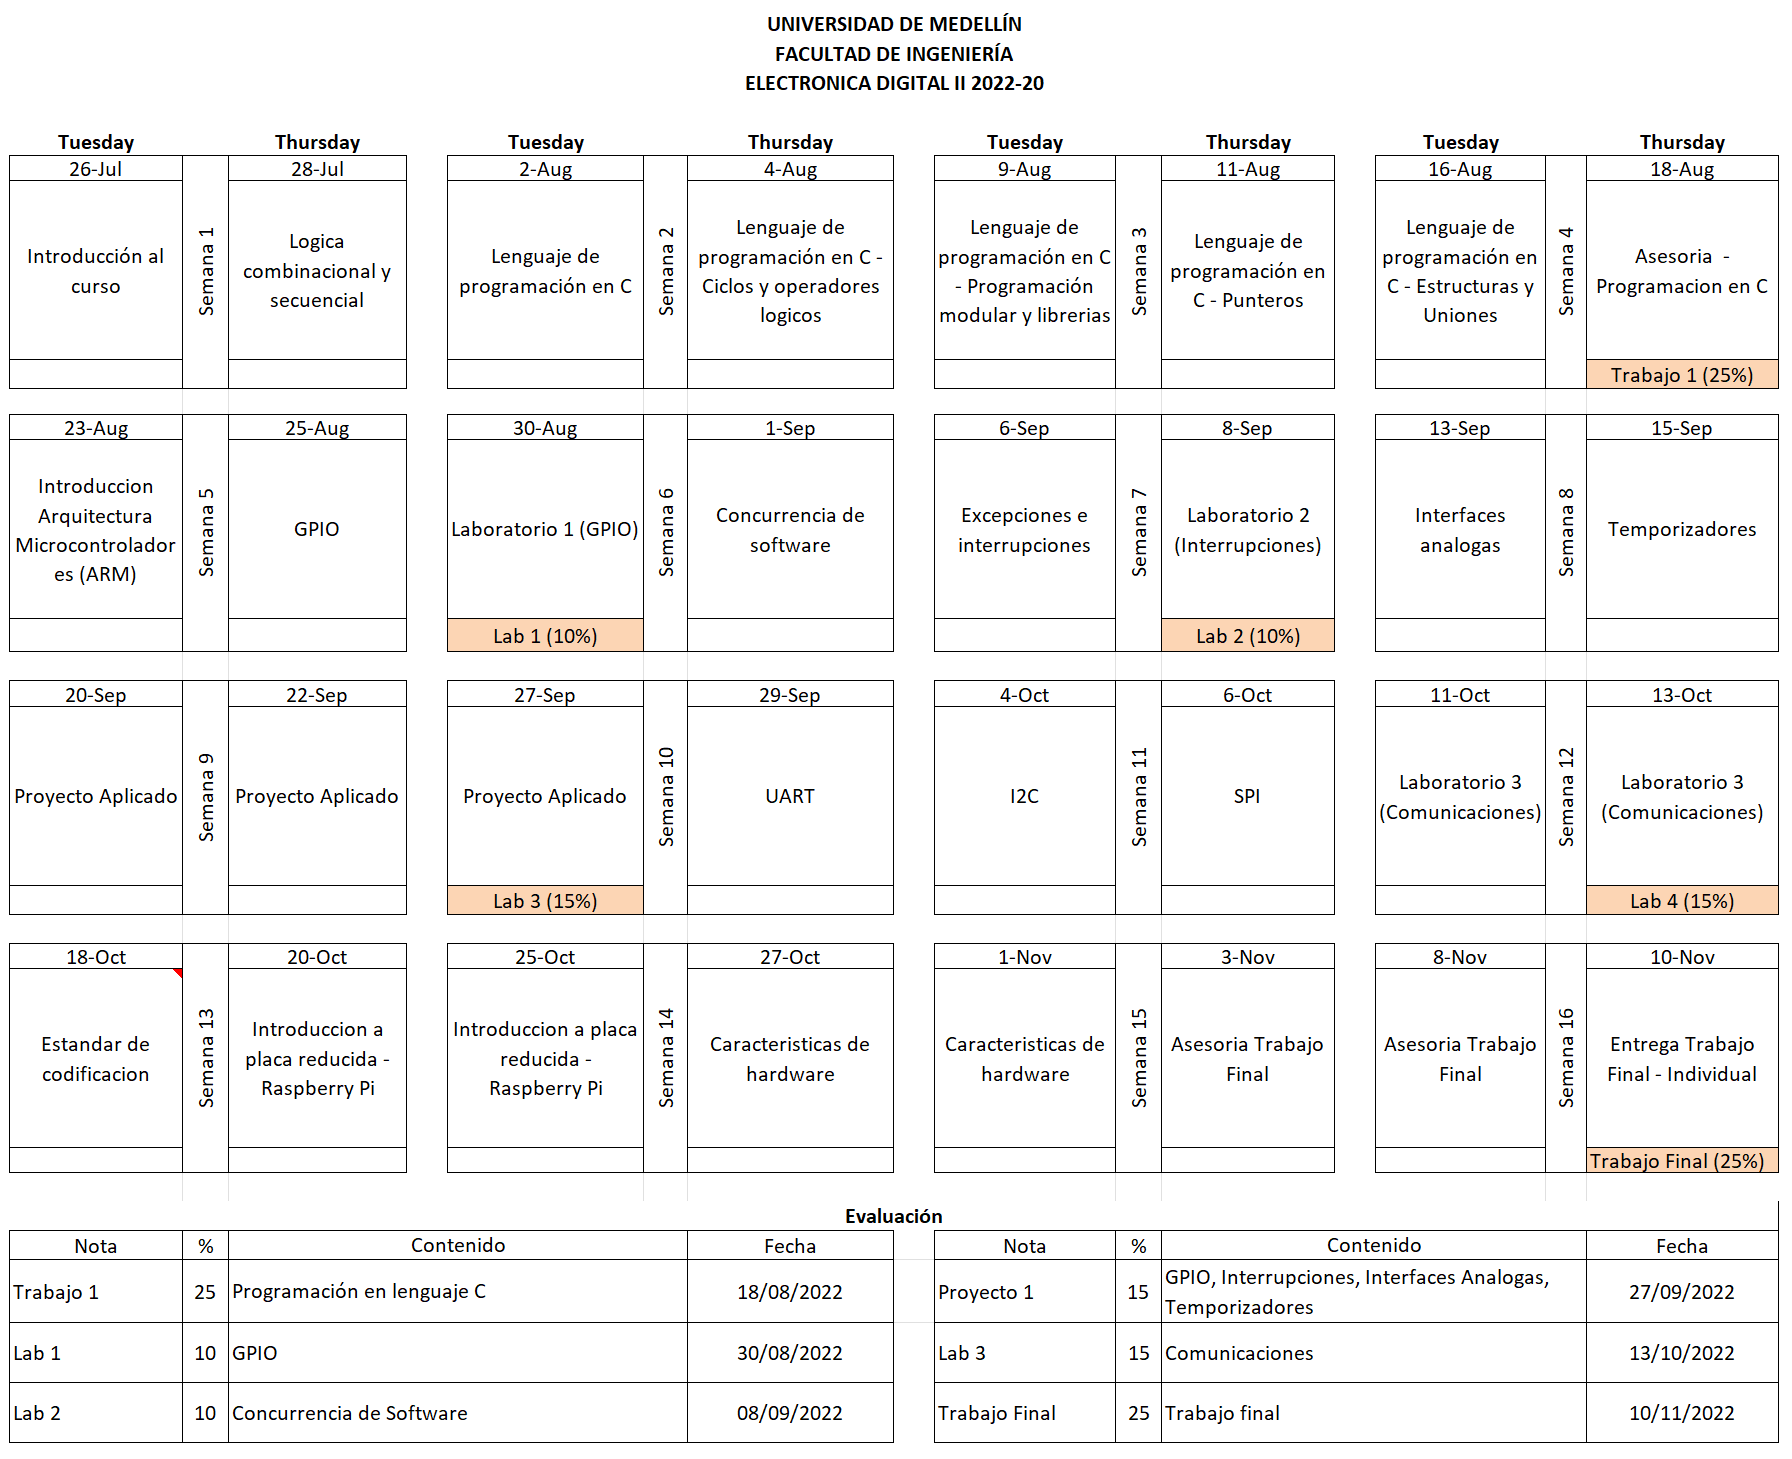 UNIVERSIDAD DE MEDELLÍN
FACULTAD DE INGENIERÍA
ELECTRONICA DIGITAL II 2022-20
Tuesday Thursday Tuesday Thursday Tuesday Thursday Tuesday Thursday
26-Jul
Introducción al
curso
Semana 1
28-Jul
Logica
combinacional y
secuencial
2-Aug
Lenguaje de
programación en C
Semana 2
4-Aug
Lenguaje de
programación en C -
Ciclos y operadores
logicos
9-Aug
Lenguaje de
programación en C
- Programación
modular y librerias
Semana 3
11-Aug
Lenguaje de
programación en
C - Punteros
16-Aug
Lenguaje de
programación en
C - Estructuras y
Uniones
Semana 4
18-Aug
Asesoria  -
Programacion en C
Trabajo 1 (25%)
23-Aug
Introduccion
Arquitectura
Microcontrolador
es (ARM)
Semana 5
25-Aug
GPIO
30-Aug
Laboratorio 1 (GPIO)
Lab 1 (10%)
Semana 6
1-Sep
Concurrencia de
software
6-Sep
Excepciones e
interrupciones
Semana 7
8-Sep
Laboratorio 2
(Interrupciones)
Lab 2 (10%)
13-Sep
Interfaces
analogas
Semana 8
15-Sep
Temporizadores
20-Sep
Proyecto Aplicado
Semana 9
22-Sep
Proyecto Aplicado
27-Sep
Proyecto Aplicado
Lab 3 (15%)
Semana 10
29-Sep
UART
4-Oct
I2C
Semana 11
6-Oct
SPI
11-Oct
Laboratorio 3
(Comunicaciones)
Semana 12
13-Oct
Laboratorio 3
(Comunicaciones)
Lab 4 (15%)
18-Oct
Estandar de
codificacion
Semana 13
20-Oct
Introduccion a
placa reducida -
Raspberry Pi
25-Oct
Introduccion a placa
reducida -
Raspberry Pi
Semana 14
27-Oct
Caracteristicas de
hardware
1-Nov
Caracteristicas de
hardware
Semana 15
3-Nov
Asesoria Trabajo
Final
8-Nov
Asesoria Trabajo
Final
Semana 16
10-Nov
Entrega Trabajo
Final - Individual
Trabajo Final (25%)
Evaluación
Nota % Contenido Fecha
Trabajo 1 25 Programación en lenguaje C 18/08/2022
Lab 1 10 GPIO 30/08/2022
Lab 2 10 Concurrencia de Software 08/09/2022
Nota % Contenido Fecha
Proyecto 1 15 GPIO, Interrupciones, Interfaces Analogas,
Temporizadores 27/09/2022
Lab 3 15 Comunicaciones 13/10/2022
Trabajo Final 25 Trabajo final 10/11/2022